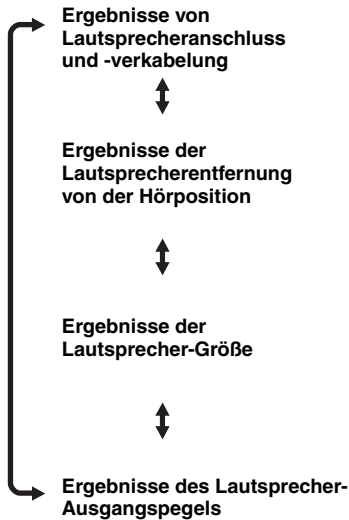 Ergebnisse von
Lautsprecheranschluss
und -verkabelung
Ergebnisse der
Lautsprecherentfernung
von der Hörposition
Ergebnisse der
Lautsprecher-Größe
Ergebnisse des Lautsprecher-
Ausgangspegels